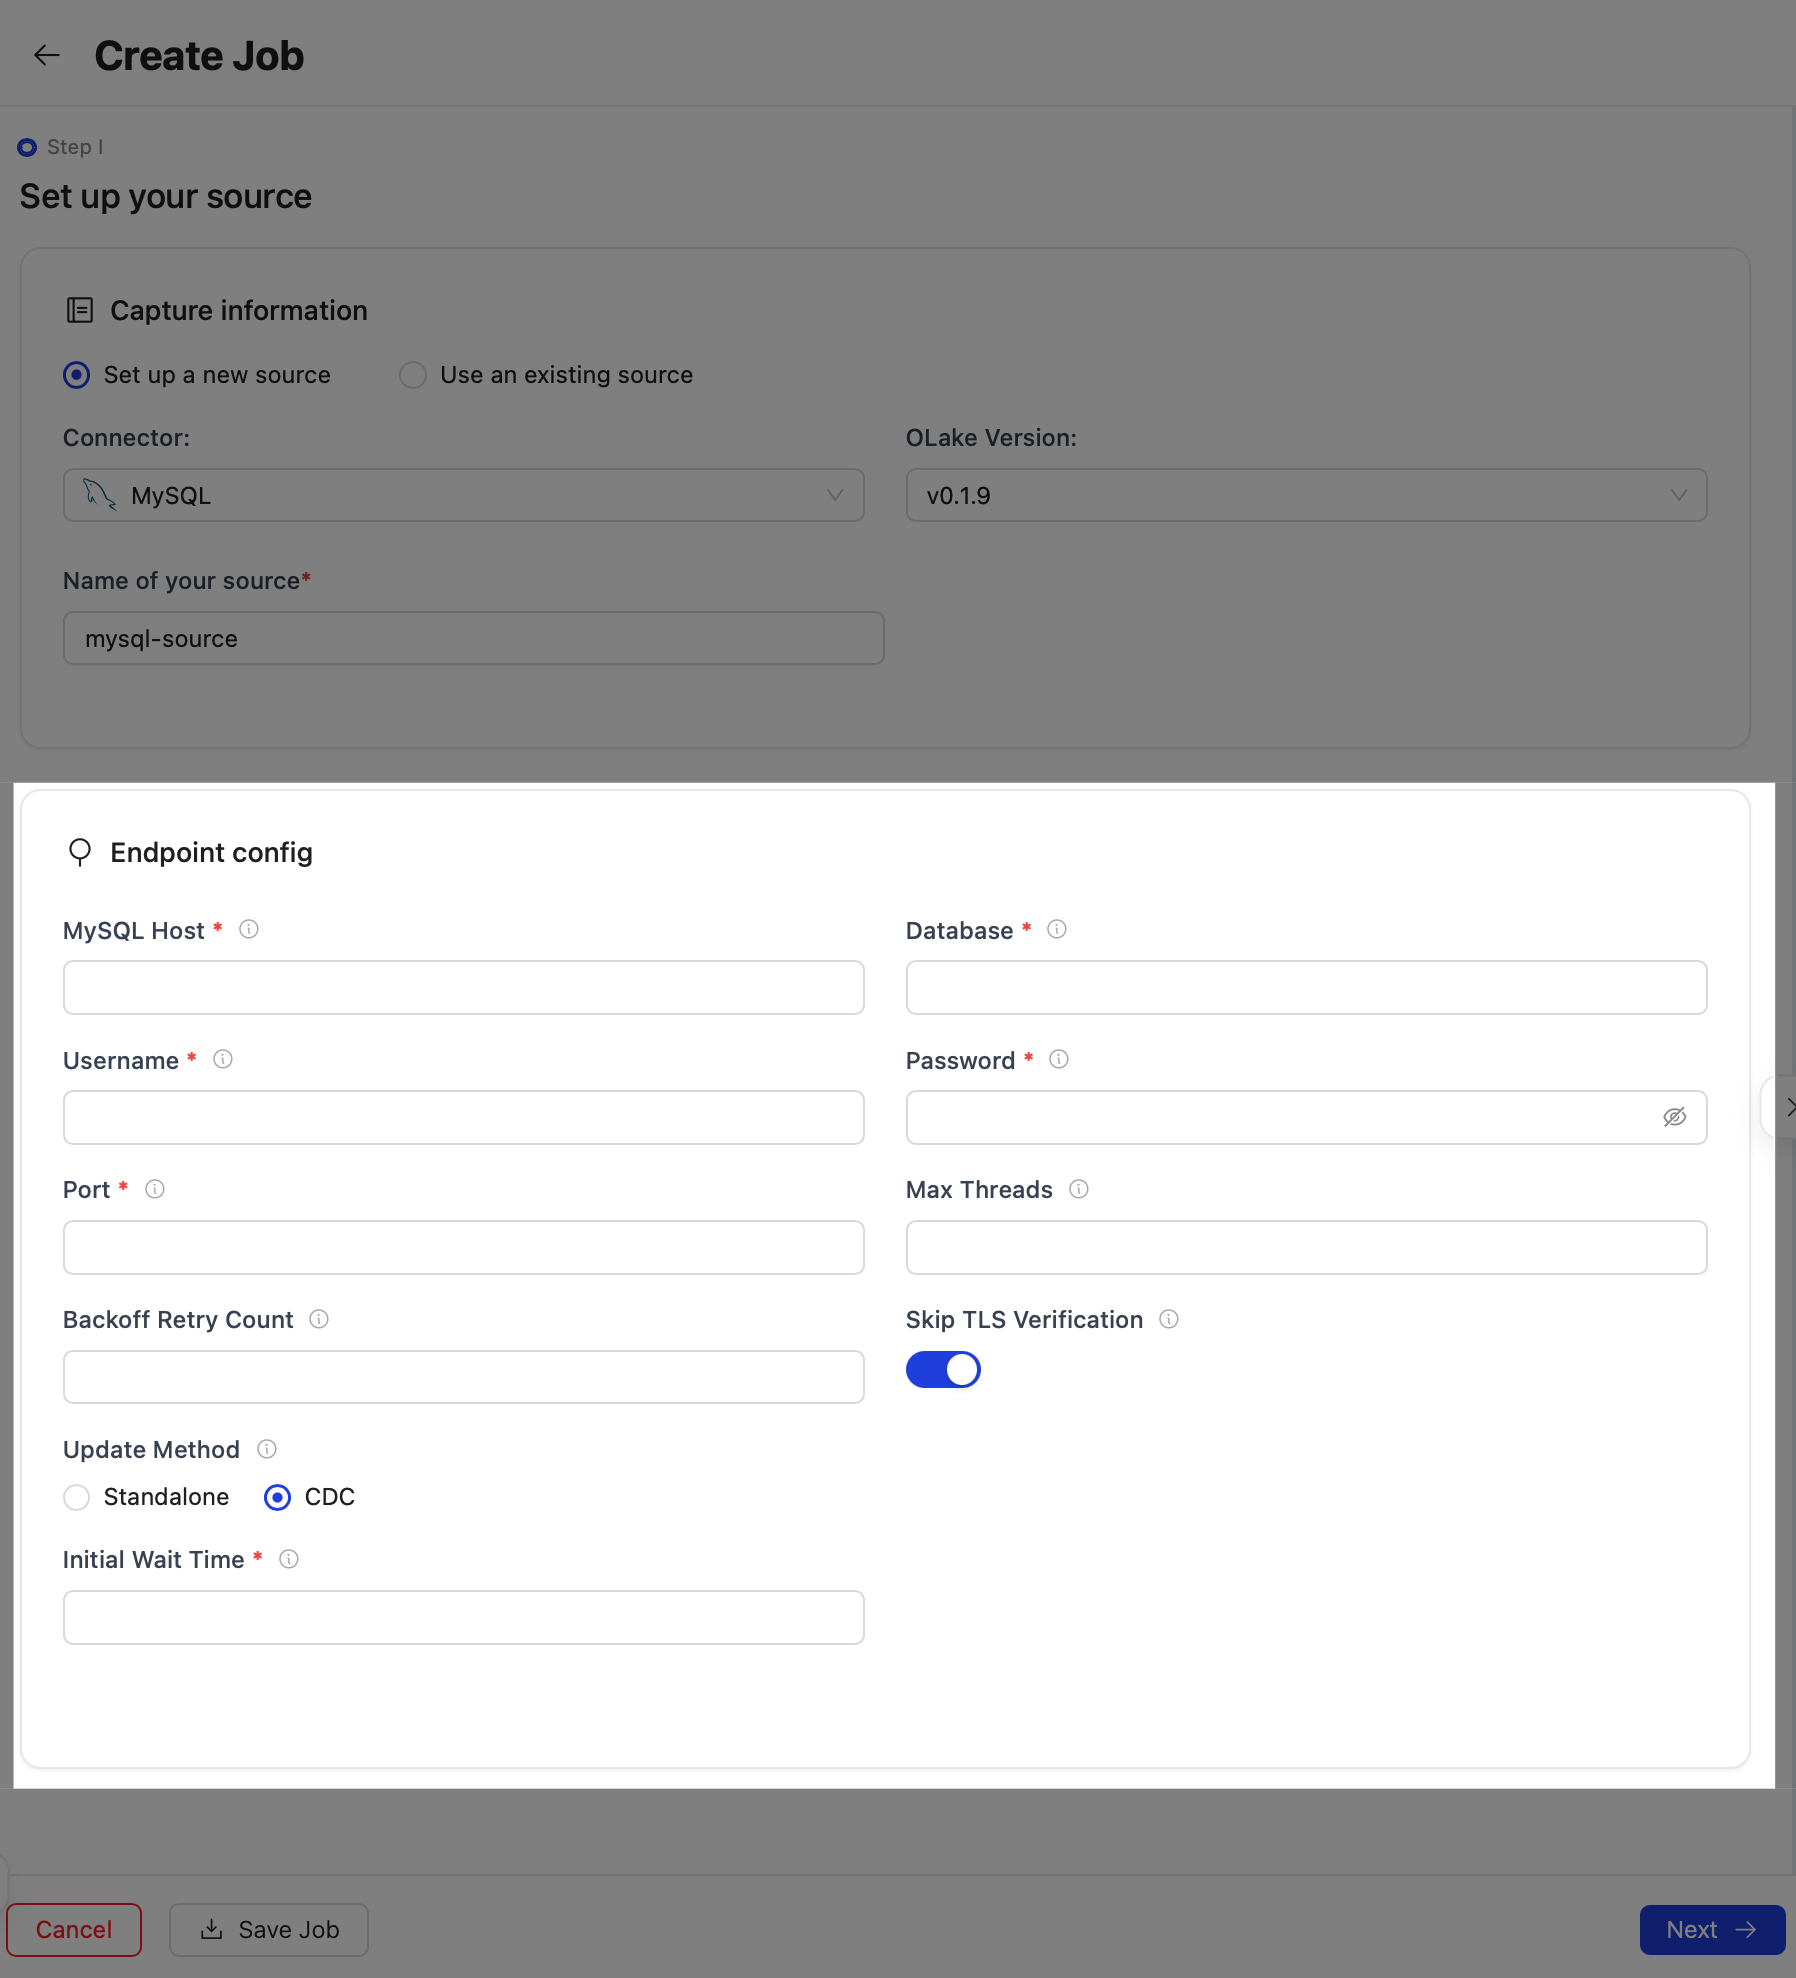 Create Job
Step I
Set up your source
Capture information
Set up a new source
Use an existing source
Connector:
OLake Version:
MySQL
v0.1.9
Name of your source*
mysql-source
Endpoint config
MySQL Host *
Database *
Username *
Password *
Port *
Max Threads
Backoff Retry Count
Skip TLS Verification
Update Method
Standalone
CDC
Initial Wait Time *
Cancel
Save Job
Next